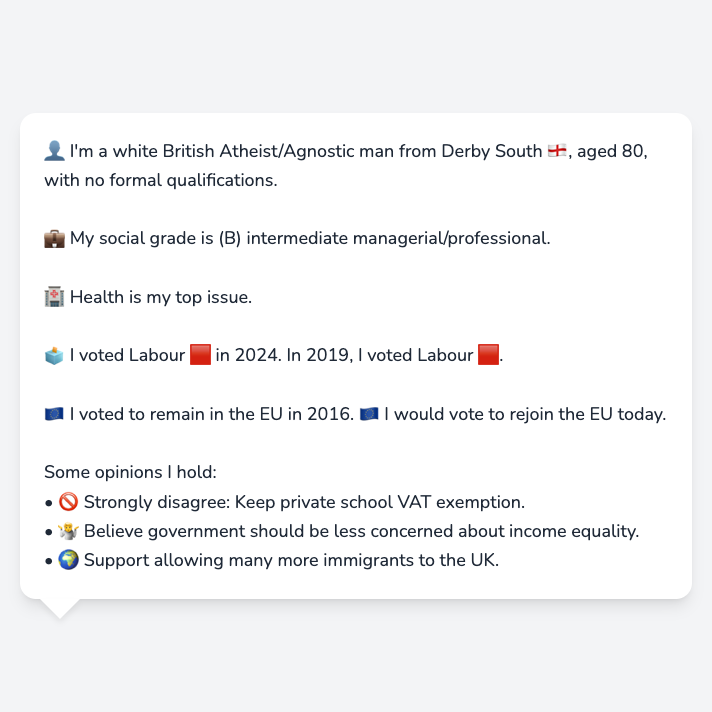 👤 I'm a white British Atheist/Agnostic man from Derby South 🏴󠁧󠁢󠁥󠁮󠁧󠁿, aged 80,
with no formal qualifications.
💼 My social grade is (B) intermediate managerial/professional.
🏥 Health is my top issue.
🗳️ I voted Labour 🟥 in 2024. In 2019, I voted Labour 🟥.
🇪🇺 I voted to remain in the EU in 2016. 🇪🇺 I would vote to rejoin the EU today.
Some opinions I hold:
• 🚫 Strongly disagree: Keep private school VAT exemption.
• 🤷 Believe government should be less concerned about income equality.
• 🌍 Support allowing many more immigrants to the UK.